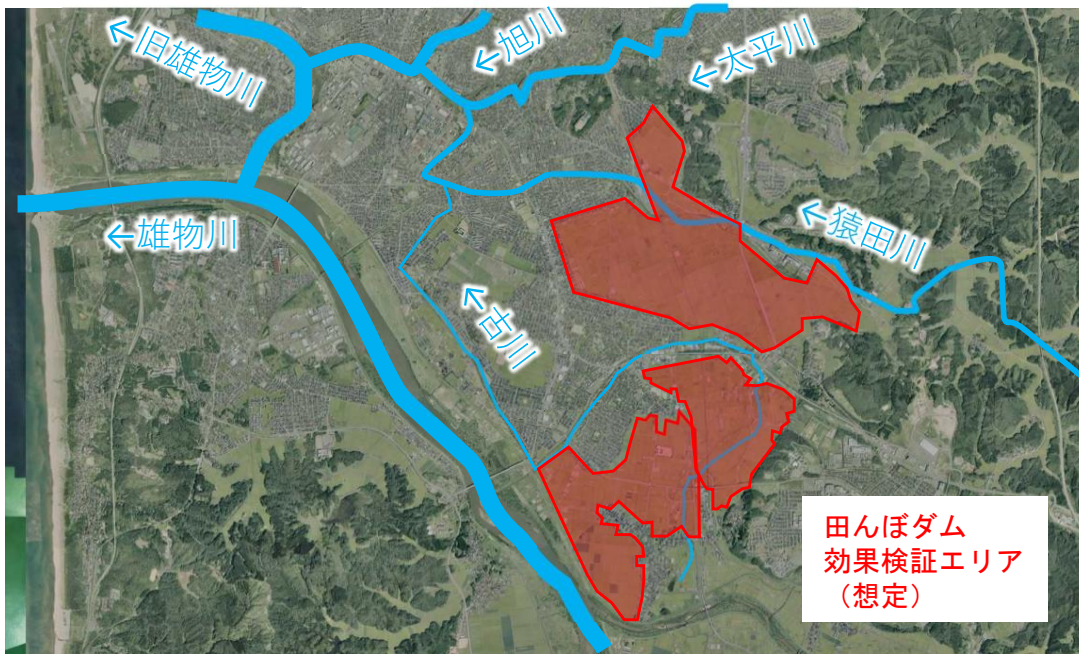 ←旧雄物川
←旭川
←太平川
←雄物川
←猿田川
←古川
田んぼダム
効果検証エリア
（想定）